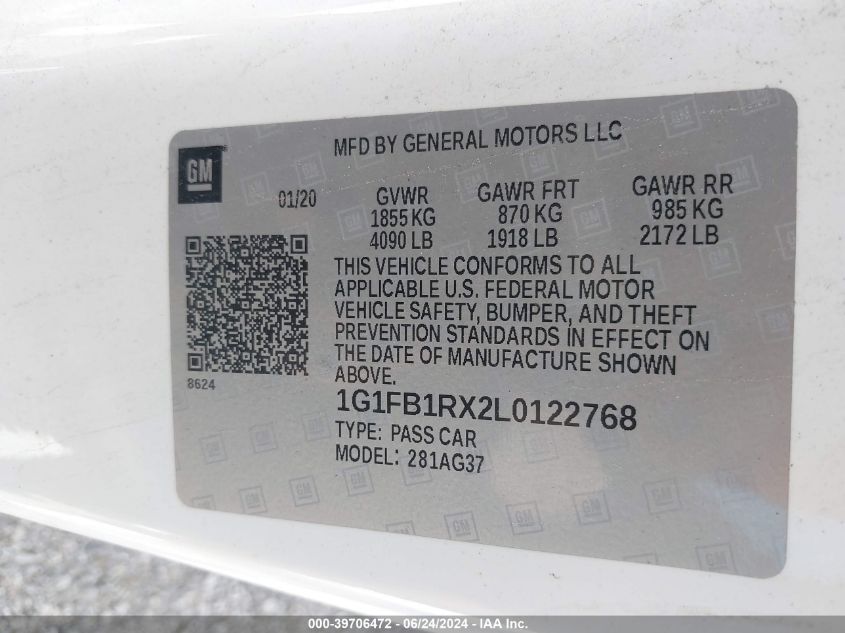 MFD BY GENERAL MOTORS LLC
GM
01/20 GVWR GAWR FRT GAWR RR
1855 KG 870 KG 985 KG
4090 LB 1918 LB 2172 LB
THIS VEHICLE CONFORMS TO ALL
APPLICABLE U.S. FEDERAL MOTOR
VEHICLE SAFETY, BUMPER, AND THEFT
PREVENTION STANDARDS IN EFFECT ON
THE DATE OF MANUFACTURE SHOWN
ABOVE.
8624
1G1FB1RX2L0122768
TYPE: PASS CAR
MODEL: 281AG37
000-39706472 - 06/24/2024 - IAA Inc.